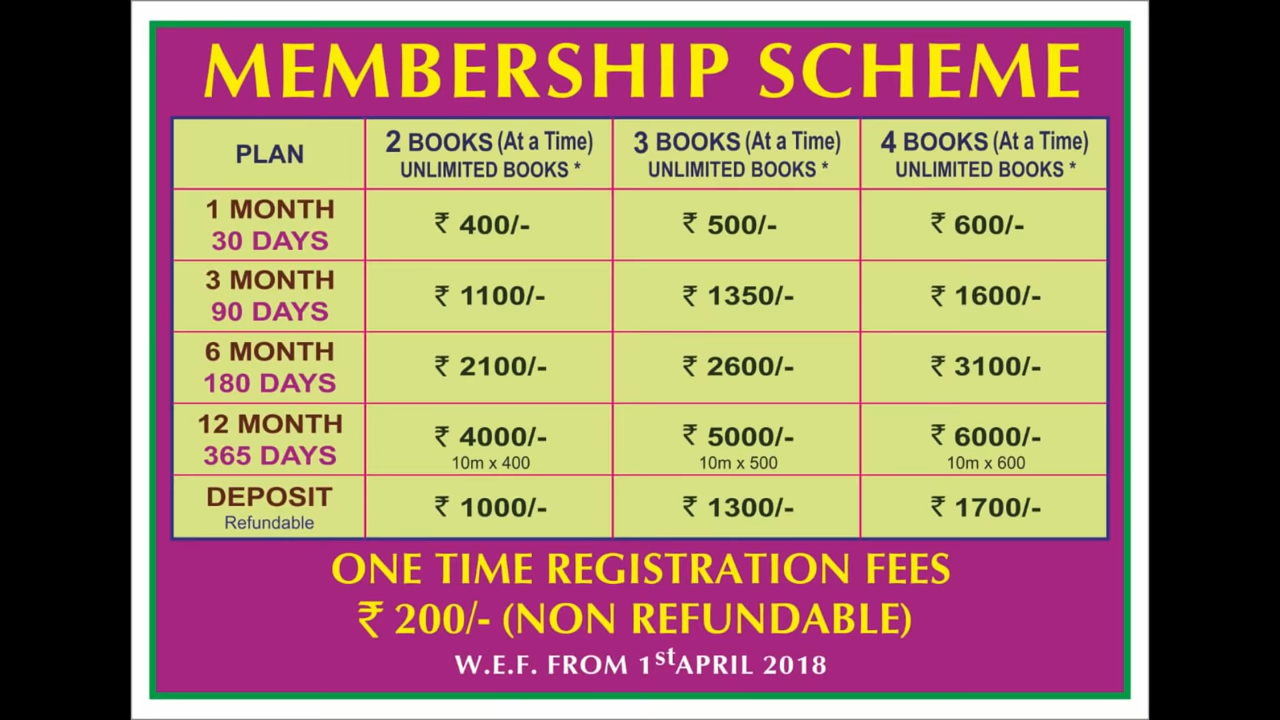 MEMBERSHIP SCHEME
PLAN
2 BOOKS (At a Time)
UNLIMITED BOOKS *
3 BOOKS (At a Time)
UNLIMITED BOOKS *
4 BOOKS (At a Time)
UNLIMITED BOOKS *
1 MONTH
30 DAYS
₹ 400/-
₹ 500/-
₹ 600/-
3 MONTH
90 DAYS
₹ 1100/-
₹ 1350/-
₹ 1600/-
6 MONTH
180 DAYS
₹ 2100/-
₹ 2600/-
₹ 3100/-
12 MONTH
365 DAYS
₹ 4000/-
10m x 400
₹ 5000/-
10m x 500
₹ 6000/-
10m x 600
DEPOSIT
Refundable
₹ 1000/-
₹ 1300/-
₹ 1700/-
ONE TIME REGISTRATION FEES
₹ 200/- (NON REFUNDABLE)
W.E.F. FROM 1st APRIL 2018